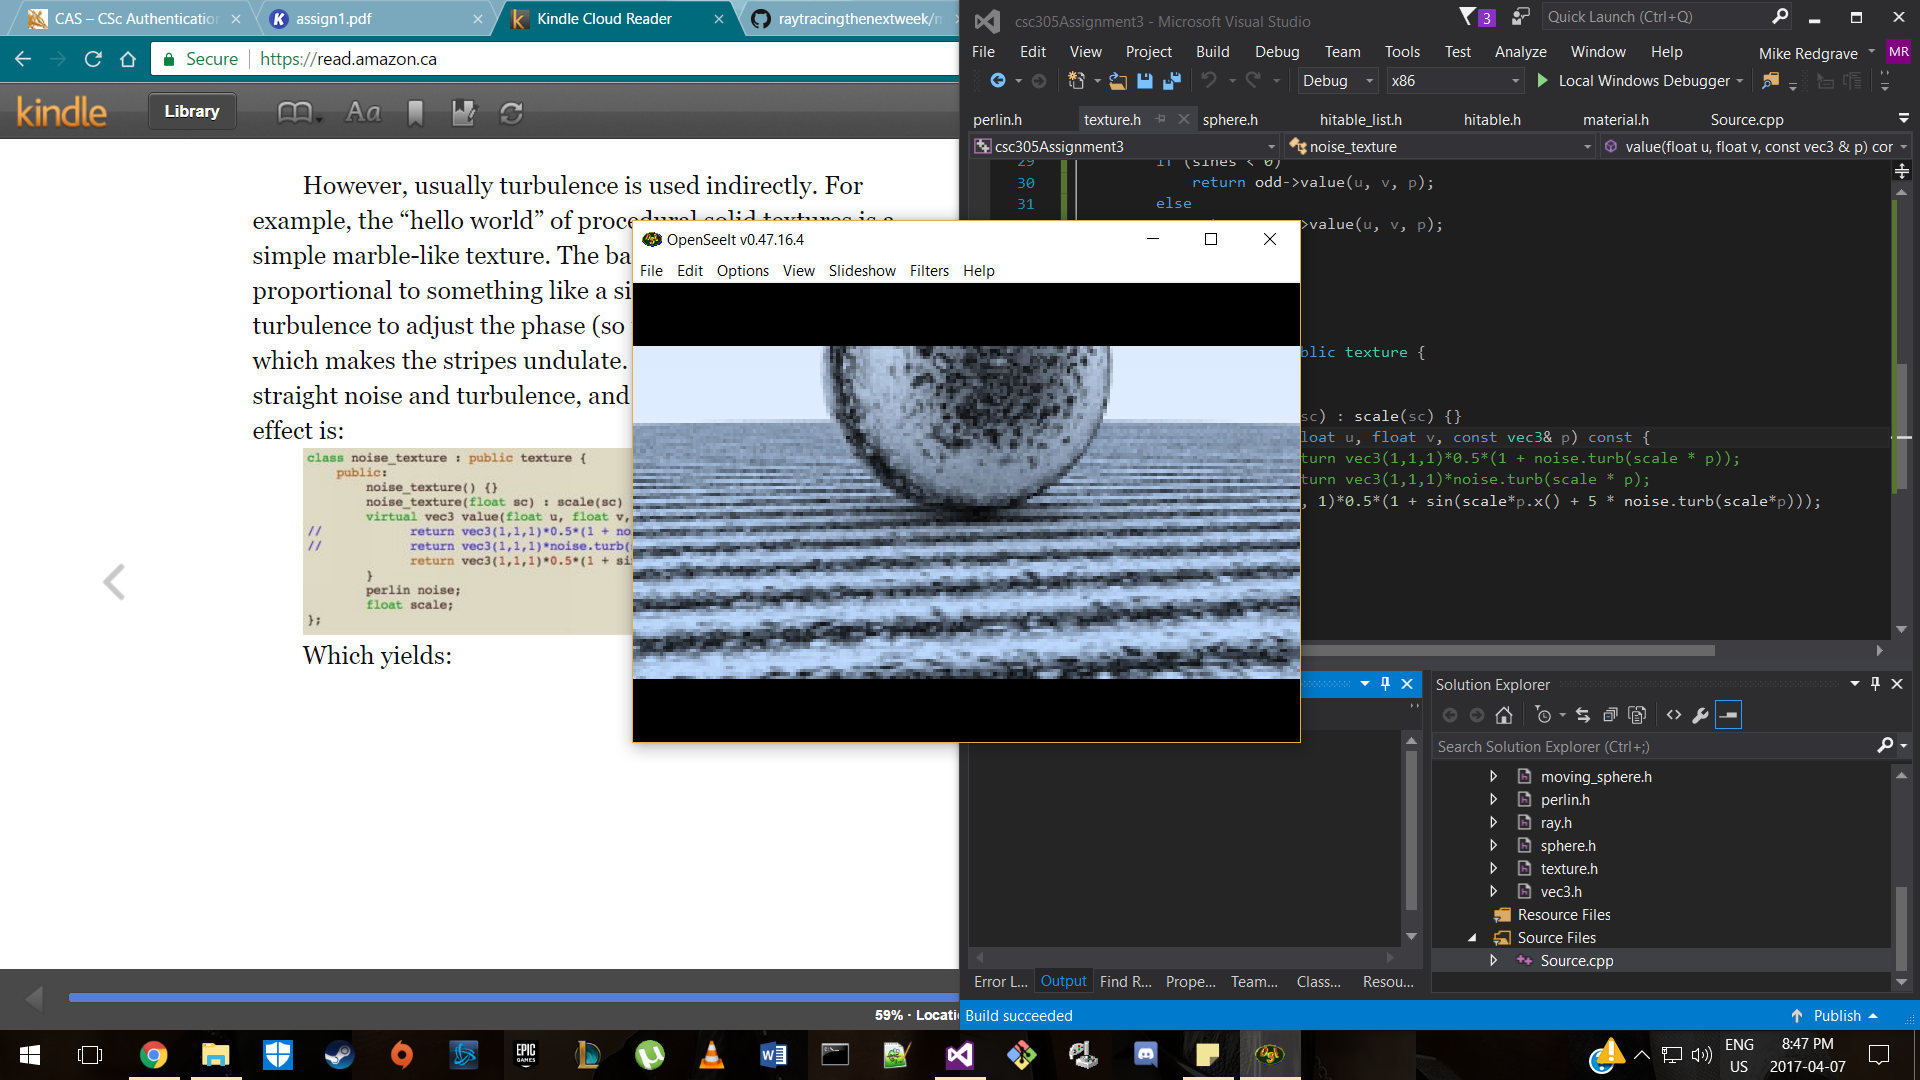 CAS – CSc Authentication
assign1.pdf
Kindle Cloud Reader
raytracingthenextweek/
Secure
https://read.amazon.ca
kindle
Library
Aa
However, usually turbulence is used indirectly. For
example, the “hello world” of procedural solid textures is a
simple marble-like texture. The ba
proportional to something like a si
turbulence to adjust the phase (so
which makes the stripes undulate.
straight noise and turbulence, and
effect is:
class noise_texture : public texture {
public:
noise_texture() {}
noise_texture(float sc) : scale(sc)
virtual vec3 value(float u, float v,
// return vec3(1,1,1)*0.5*(1 + no
// return vec3(1,1,1)*noise.turb(
return vec3(1,1,1)*0.5*(1 + si
}
perlin noise;
float scale;
};
Which yields:
59% · Locati
OpenSeeIt v0.47.16.4
File Edit Options View Slideshow Filters Help
csc305Assignment3 - Microsoft Visual Studio
3
Quick Launch (Ctrl+Q)
File Edit View Project Build Debug Team Tools Test Analyze Window Help
Mike Redgrave
MR
Debug
x86
Local Windows Debugger
perlin.h texture.h sphere.h hitable_list.h hitable.h material.h Source.cpp
csc305Assignment3
noise_texture
value(float u, float v, const vec3 & p) cor
29 if (sines < 0)
30 return odd->value(u, v, p);
31 else
>value(u, v, p);
blic texture {
sc) : scale(sc) {}
loat u, float v, const vec3& p) const {
turn vec3(1,1,1)*0.5*(1 + noise.turb(scale * p));
turn vec3(1,1,1)*noise.turb(scale * p);
, 1)*0.5*(1 + sin(scale*p.x() + 5 * noise.turb(scale*p)));
Solution Explorer
Search Solution Explorer (Ctrl+;)
moving_sphere.h
perlin.h
ray.h
sphere.h
texture.h
vec3.h
Resource Files
Source Files
Source.cpp
Error L... Output Find R... Prope... Team... Class... Resou...
Build succeeded
Publish
EPIC GAMES
ENG
US
8:47 PM
2017-04-07